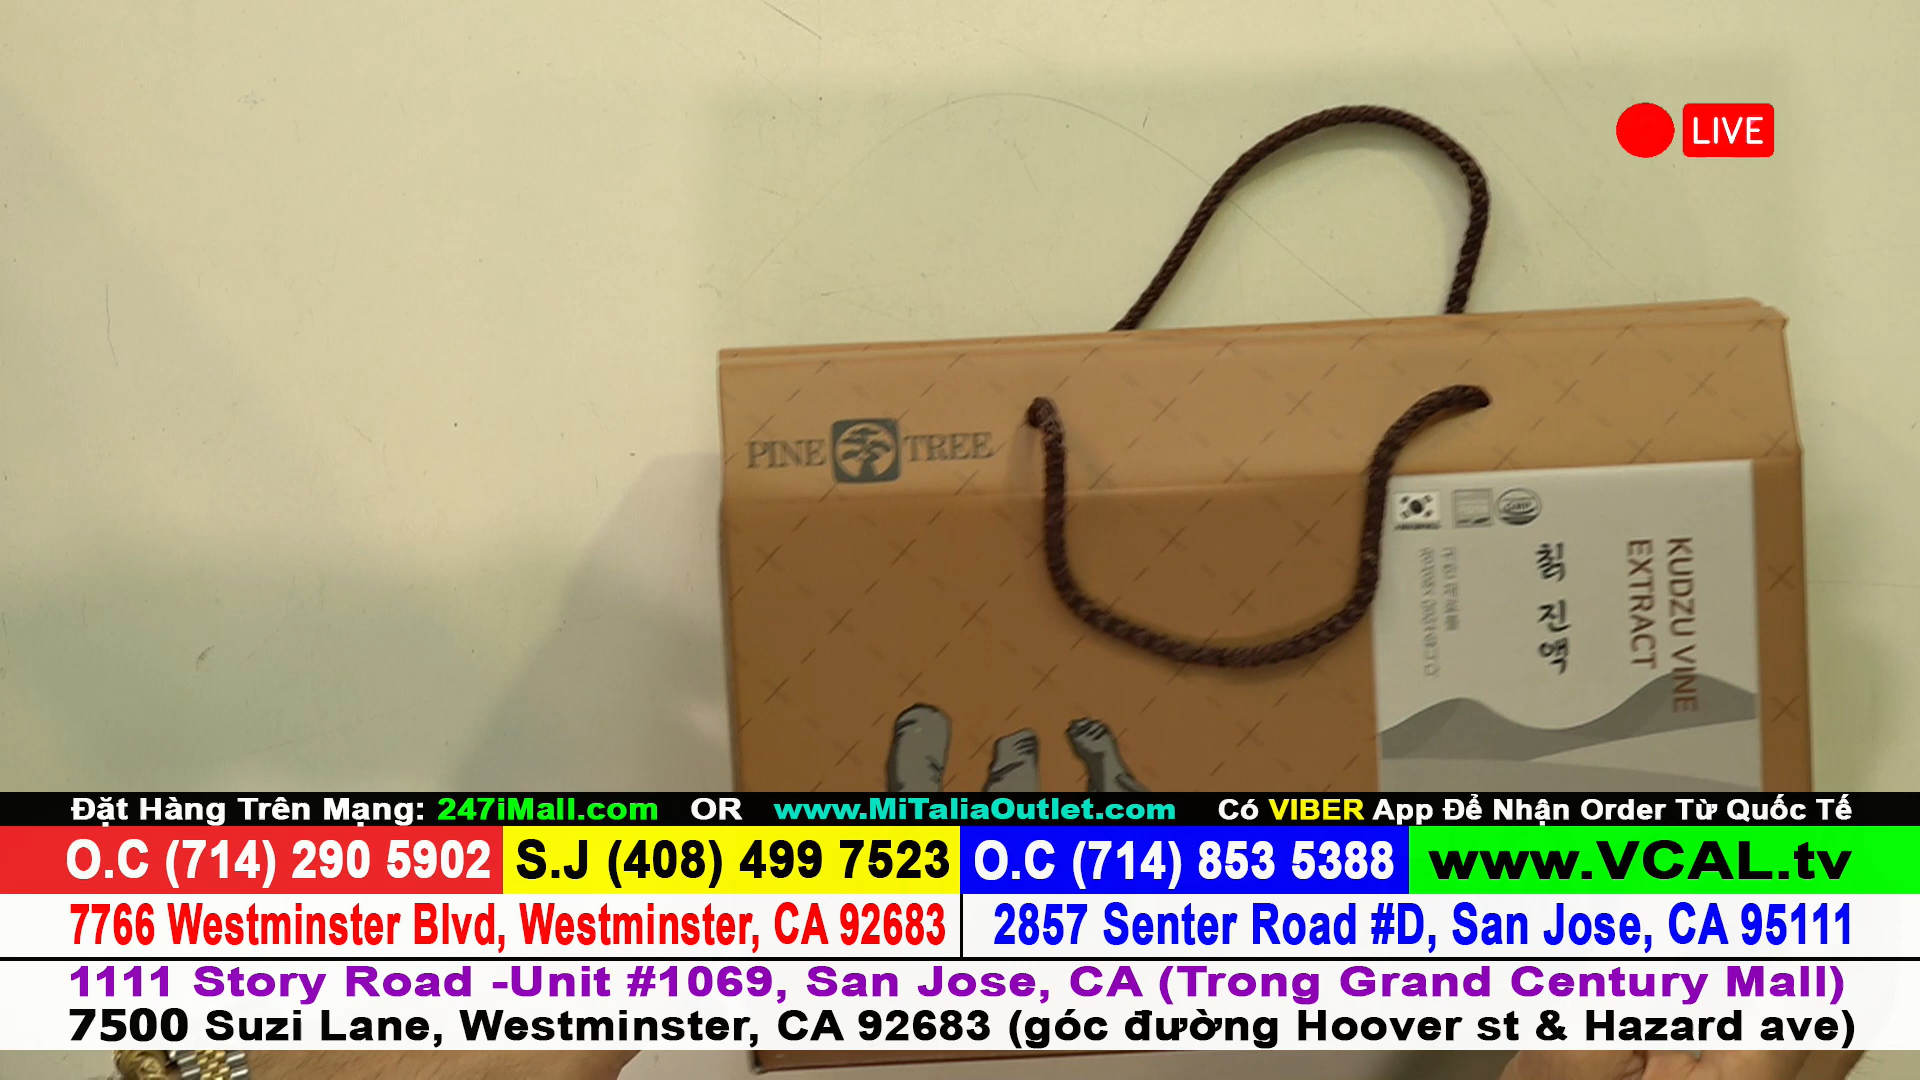 LIVE
PINE TREE
KUDZU VINE
EXTRACT
칡 진액
Đặt Hàng Trên Mạng: 247iMall.com OR www.MiTaliaOutlet.com Có VIBER App Để Nhận Order Từ Quốc Tế
O.C (714) 290 5902 S.J (408) 499 7523 O.C (714) 853 5388 www.VCAL.tv
7766 Westminster Blvd, Westminster, CA 92683 2857 Senter Road #D, San Jose, CA 95111
1111 Story Road -Unit #1069, San Jose, CA (Trong Grand Century Mall)
7500 Suzi Lane, Westminster, CA 92683 (góc đường Hoover st & Hazard ave)